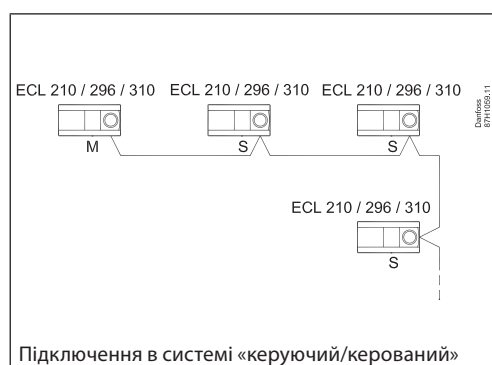 ECL 210 / 296 / 310 ECL 210 / 296 / 310 ECL 210 / 296 / 310
Danfoss
87H1059.11
M S S
ECL 210 / 296 / 310
S
Підключення в системі «керуючий/керований»